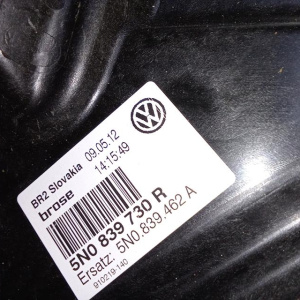 BR2 Slovakia 09.05.12
brose 14:15:49
5N0 839 730 R
Ersatz: 5N0.839.462 A
910219-140